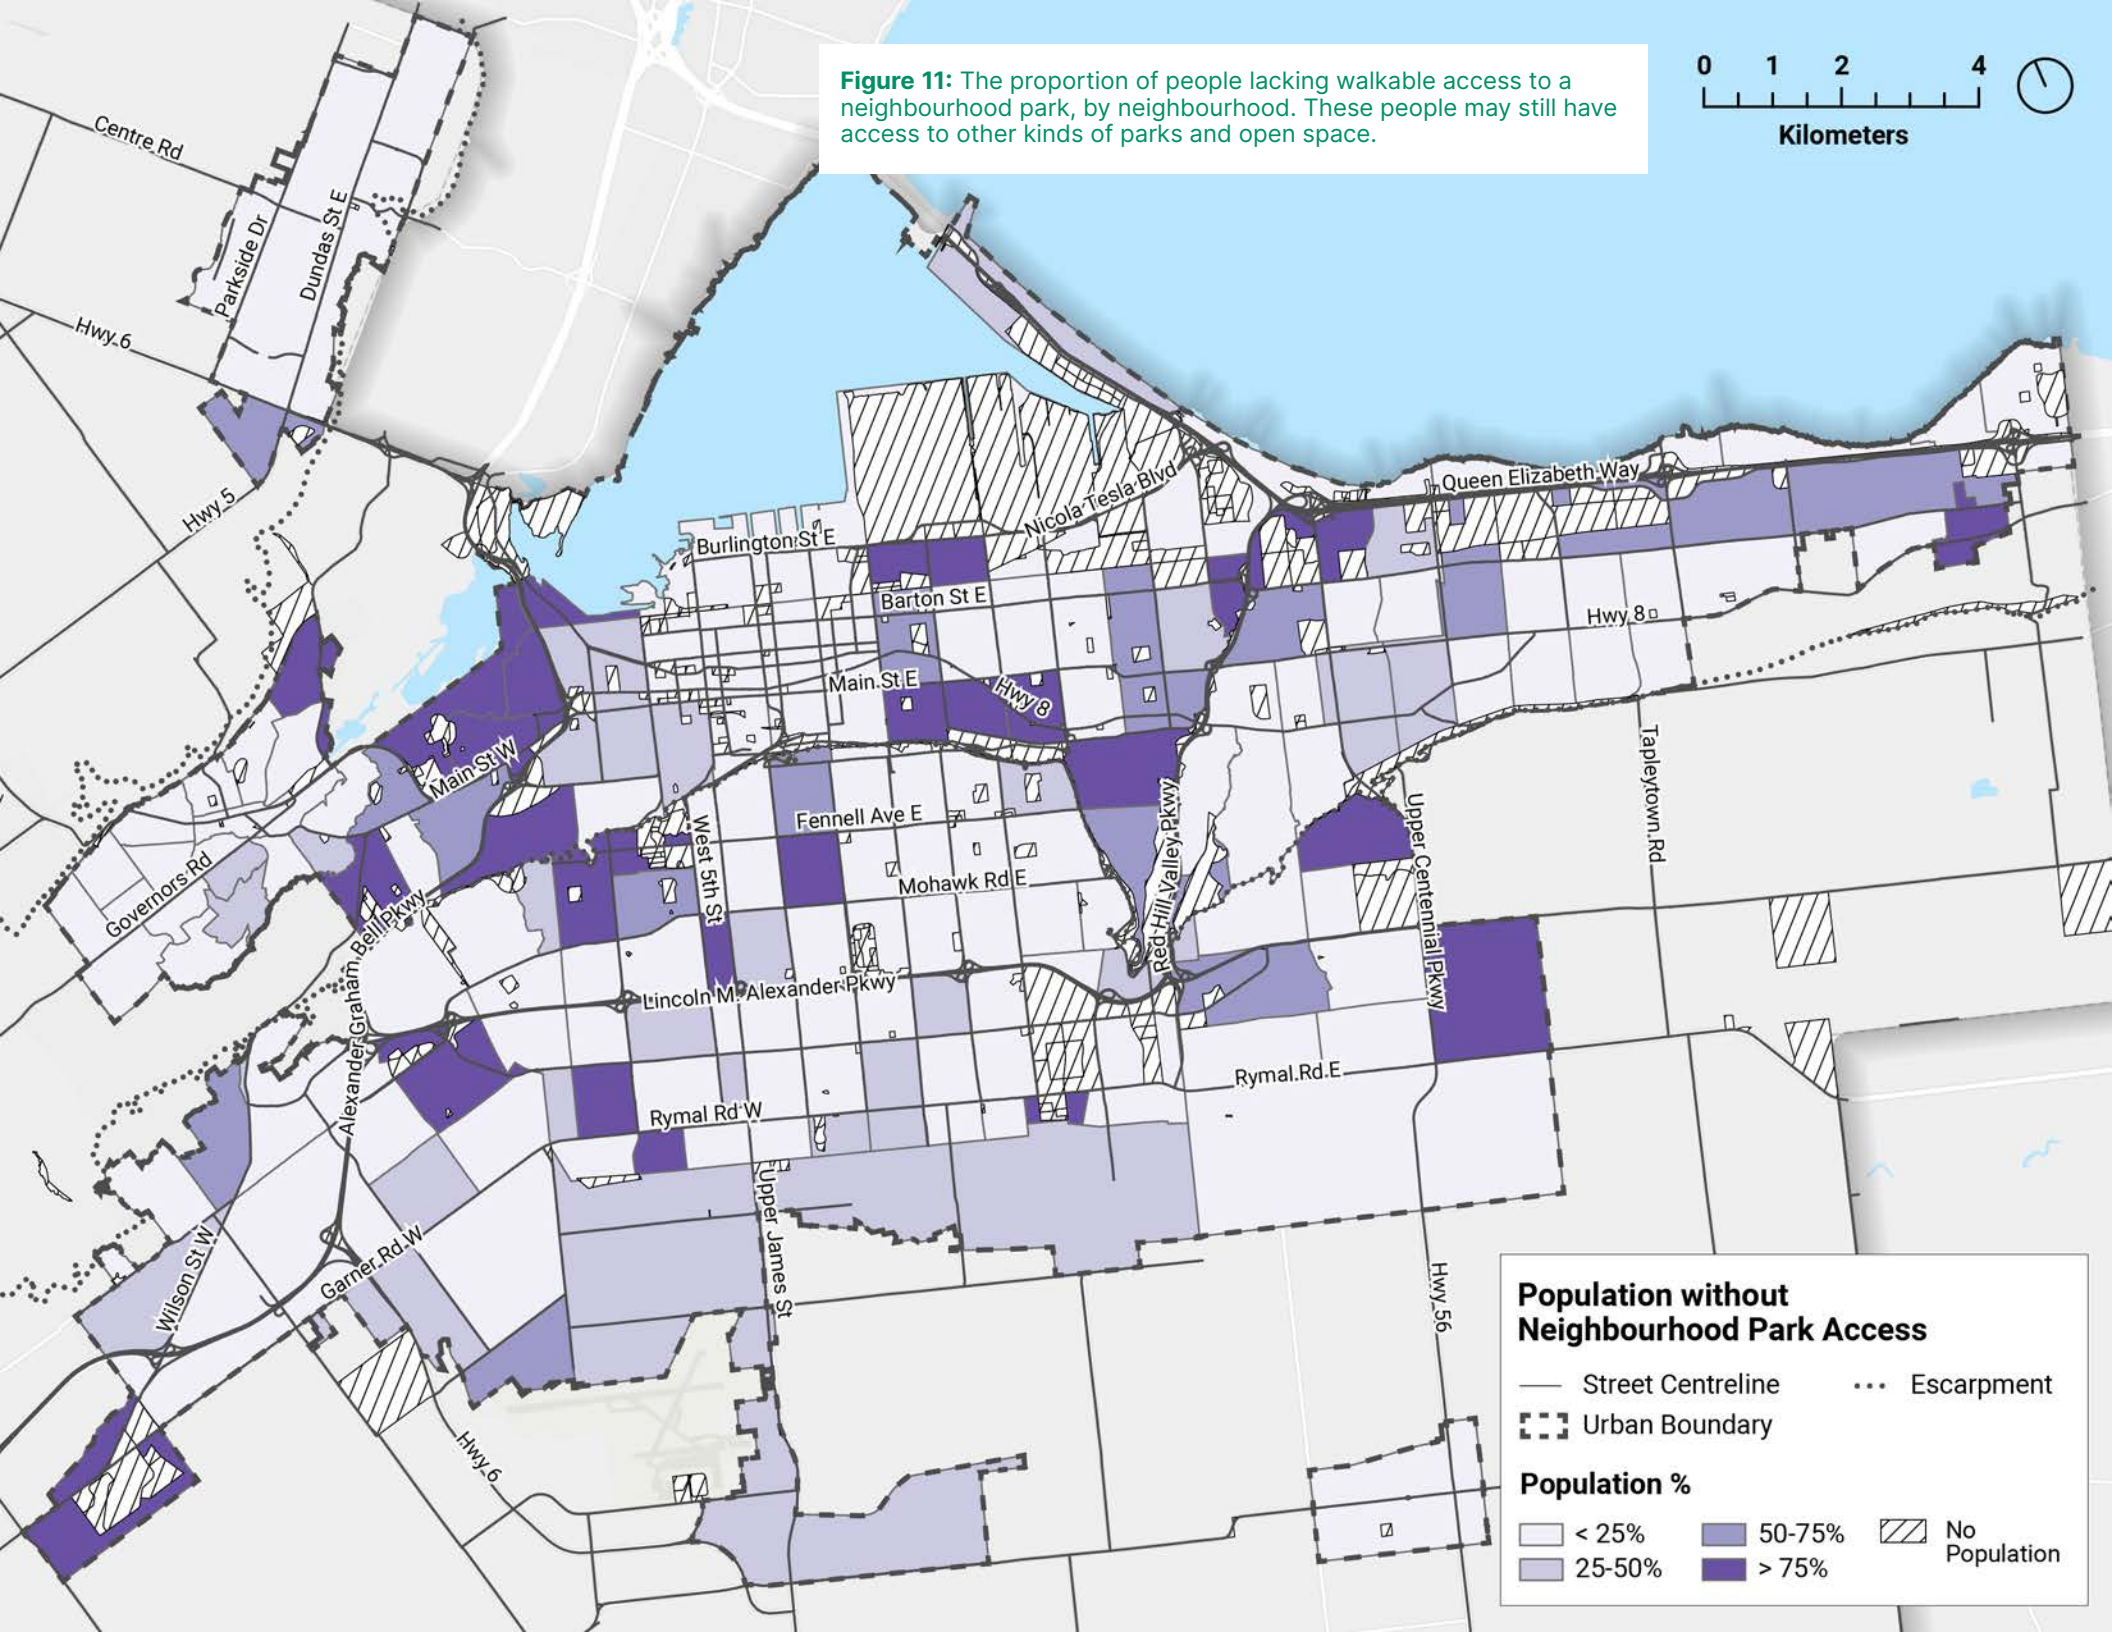 Figure 11: The proportion of people lacking walkable access to a
neighbourhood park, by neighbourhood. These people may still have
access to other kinds of parks and open space.
0 1 2 4
Kilometers
Centre Rd
Parkside Dr
Dundas St E
Hwy 6
Hwy 5
Burlington St E
Nicola Tesla Blvd
Queen Elizabeth Way
Barton St E
Hwy 8
Main St E
Hwy 8
Main St W
Fennell Ave E
West 5th St
Mohawk Rd E
Red Hill Valley Pkwy
Upper Centennial Pkwy
Tapleytown Rd
Governors Rd
Alexander Graham Bell Pkwy
Lincoln M. Alexander Pkwy
Rymal Rd E
Rymal Rd W
Upper James St
Wilson St W
Garner Rd W
Hwy 6
Hwy 56
Population without
Neighbourhood Park Access
Street Centreline
Escarpment
Urban Boundary
Population %
< 25%
50-75%
No
Population
25-50%
> 75%